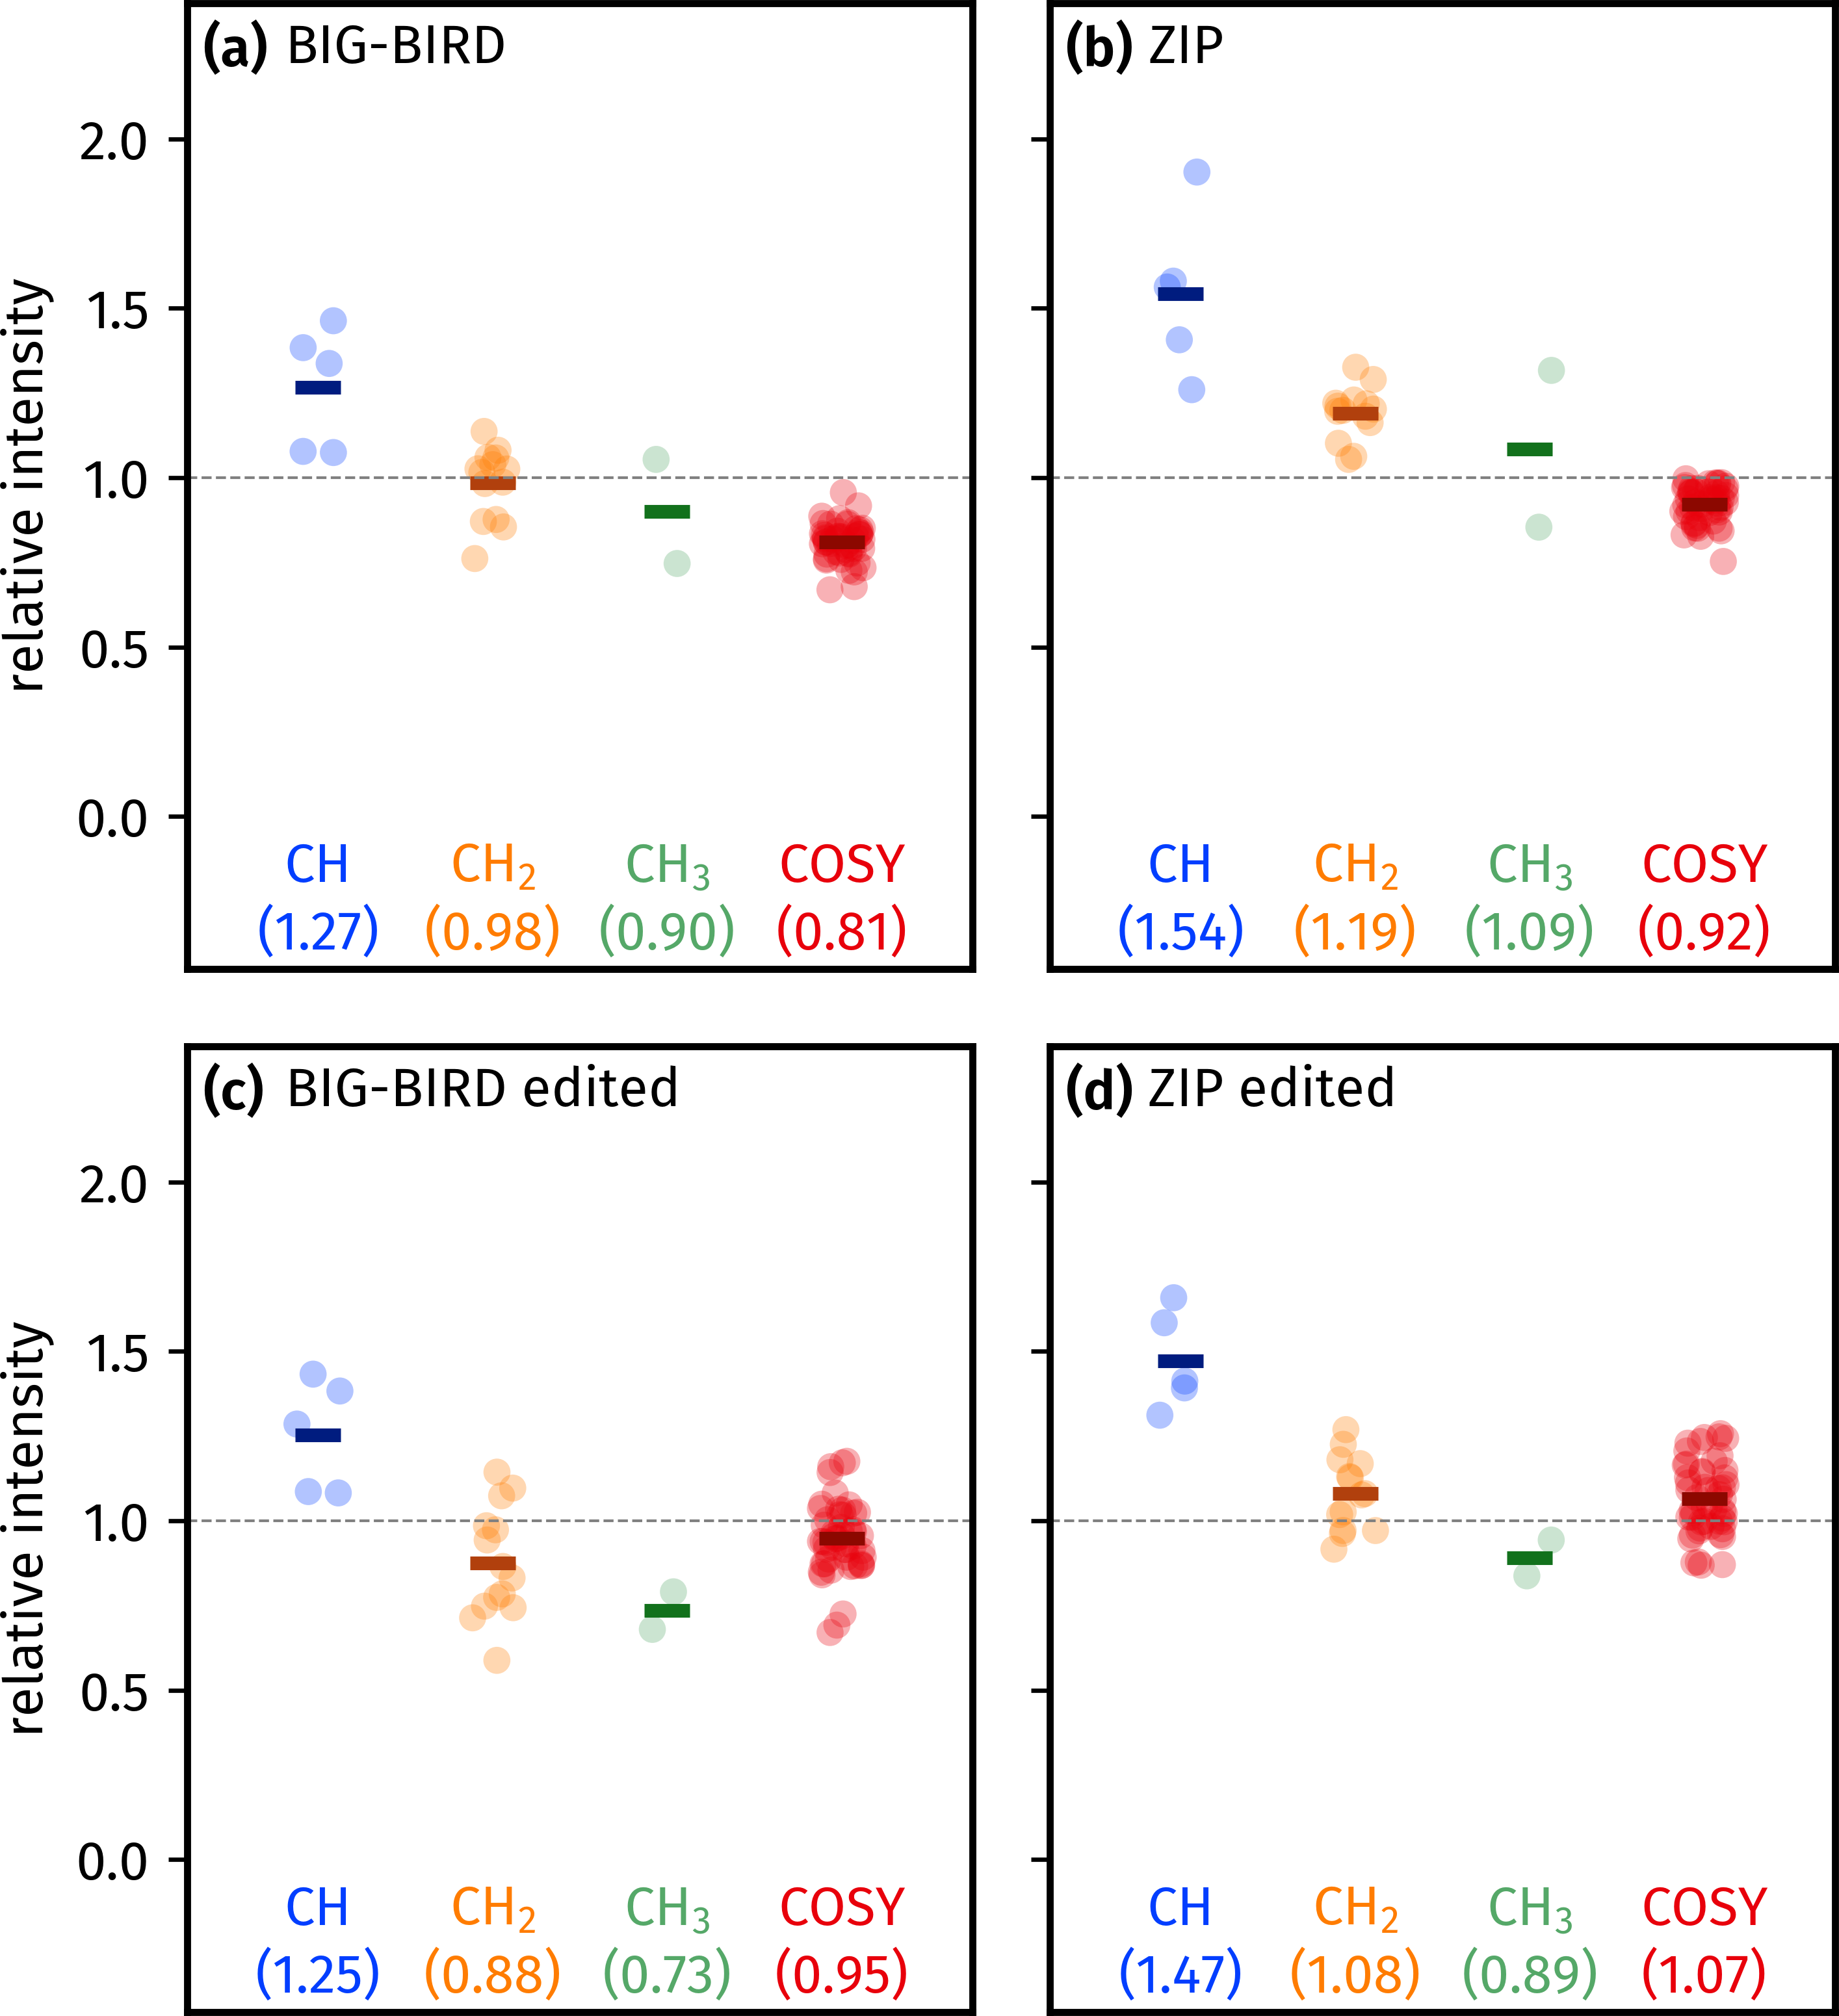 (a) BIG-BIRD
(b) ZIP
relative intensity
2.0
1.5
1.0
0.5
0.0
CH CH₂ CH₃ COSY
(1.27) (0.98) (0.90) (0.81)
CH CH₂ CH₃ COSY
(1.54) (1.19) (1.09) (0.92)
(c) BIG-BIRD edited
(d) ZIP edited
relative intensity
2.0
1.5
1.0
0.5
0.0
CH CH₂ CH₃ COSY
(1.25) (0.88) (0.73) (0.95)
CH CH₂ CH₃ COSY
(1.47) (1.08) (0.89) (1.07)